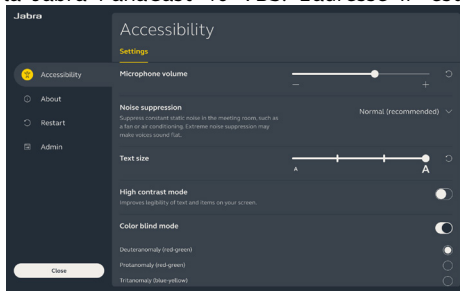 Jabra
Accessibility
Settings
Accessibility
About
Restart
Admin
Close
Microphone volume
Noise suppression
Suppress constant static noise in the meeting room, such as
a fan or air conditioning. Extreme noise suppression may
make voices sound flat.
Normal (recommended)
Text size
A
A
High contrast mode
Improves legibility of text and items on your screen.
Color blind mode
Deuteranomaly (red-green)
Protanomaly (red-green)
Tritanomaly (blue-yellow)